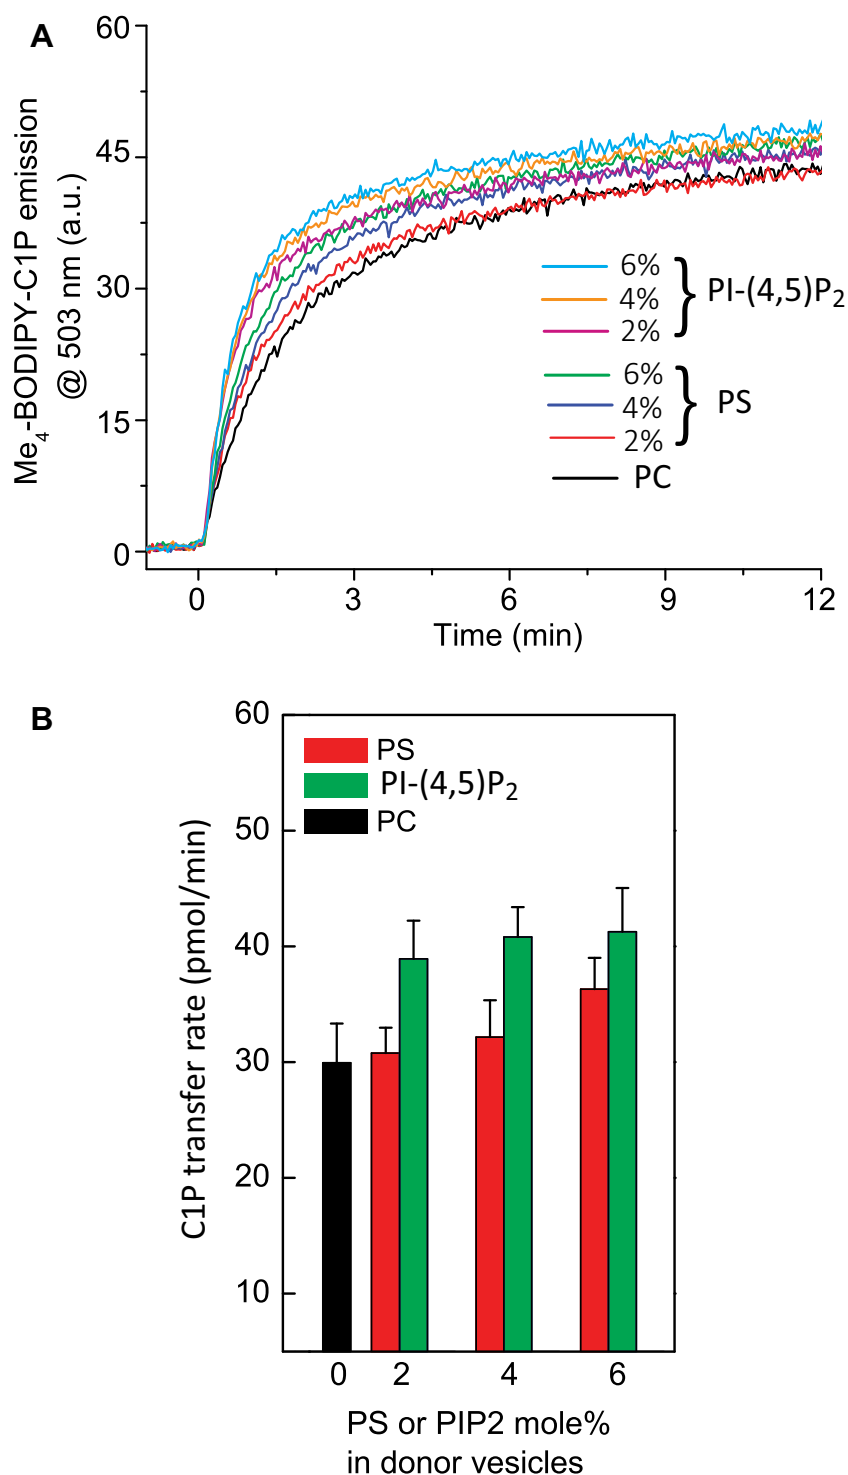 A
60
45
30
15
0
Me4-BODIPY-C1P emission
@ 503 nm (a.u.)
6%
4%
2%
} PI-(4,5)P2
6%
4%
2%
} PS
PC
0 3 6 9 12
Time (min)
B
60
50
40
30
20
10
C1P transfer rate (pmol/min)
PS
PI-(4,5)P2
PC
0 2 4 6
PS or PIP2 mole%
in donor vesicles